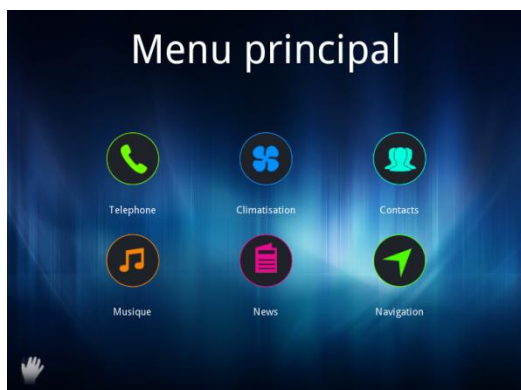 Menu principal
Telephone Climatisation Contacts
Musique News Navigation